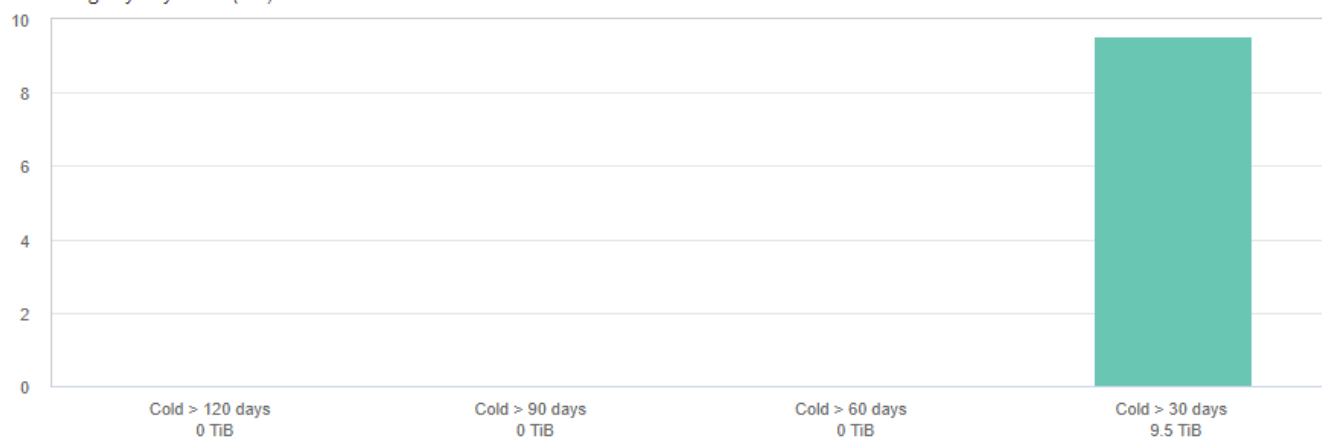 10
8
6
4
2
0
Cold > 120 days
0 TiB
Cold > 90 days
0 TiB
Cold > 60 days
0 TiB
Cold > 30 days
9.5 TiB